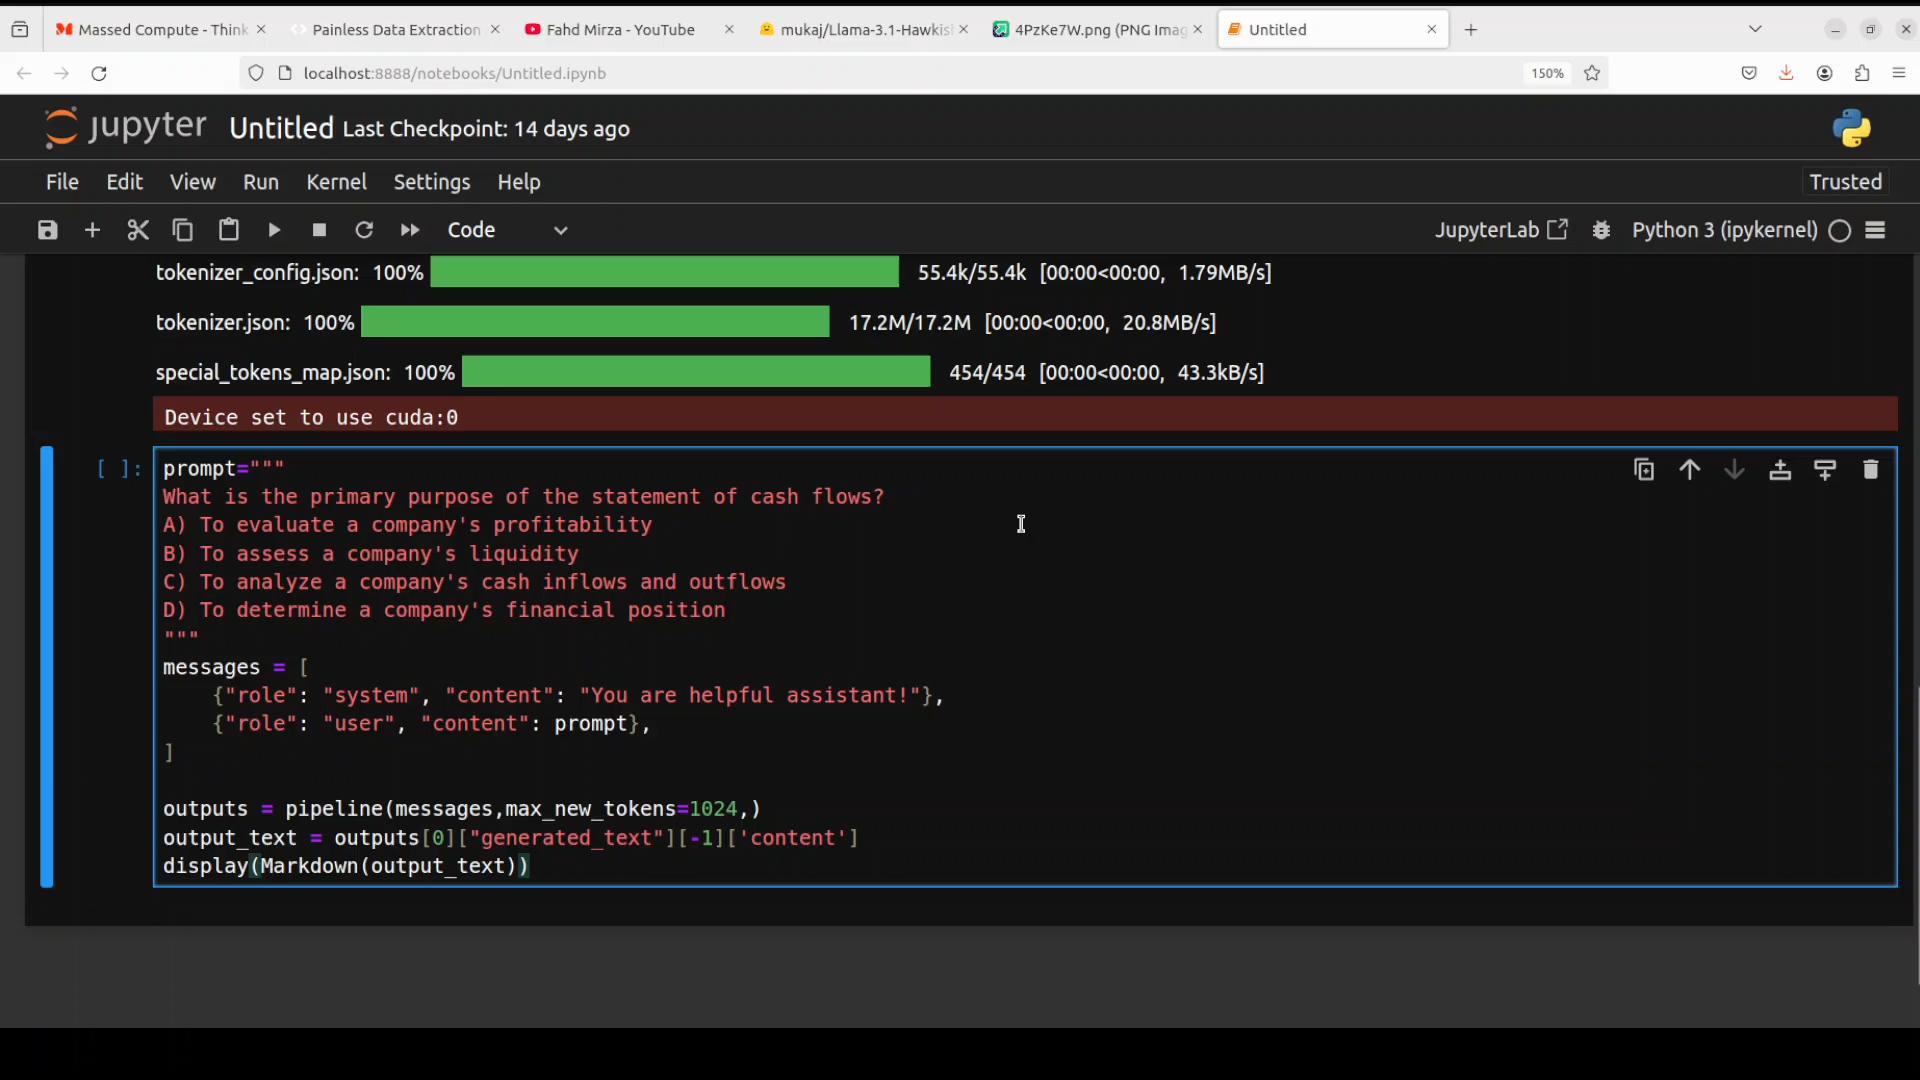 Massed Compute - Think
Painless Data Extraction
Fahd Mirza - YouTube
mukaj/Llama-3.1-Hawkis
4PzKe7W.png (PNG Imag
Untitled
localhost:8888/notebooks/Untitled.ipynb
150%
jupyter Untitled Last Checkpoint: 14 days ago
File Edit View Run Kernel Settings Help Trusted
Code JupyterLab Python 3 (ipykernel)
tokenizer_config.json: 100% 55.4k/55.4k [00:00<00:00, 1.79MB/s]
tokenizer.json: 100% 17.2M/17.2M [00:00<00:00, 20.8MB/s]
special_tokens_map.json: 100% 454/454 [00:00<00:00, 43.3kB/s]
Device set to use cuda:0
[ ]: prompt="""
What is the primary purpose of the statement of cash flows?
A) To evaluate a company's profitability
B) To assess a company's liquidity
C) To analyze a company's cash inflows and outflows
D) To determine a company's financial position
"""
messages = [
    {"role": "system", "content": "You are helpful assistant!"},
    {"role": "user", "content": prompt},
]
outputs = pipeline(messages,max_new_tokens=1024,)
output_text = outputs[0]["generated_text"][-1]['content']
display(Markdown(output_text))